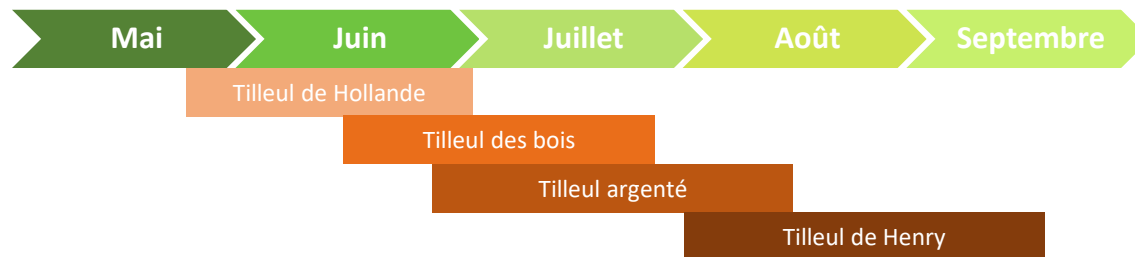 Mai Juin Juillet Août Septembre
Tilleul de Hollande
Tilleul des bois
Tilleul argenté
Tilleul de Henry